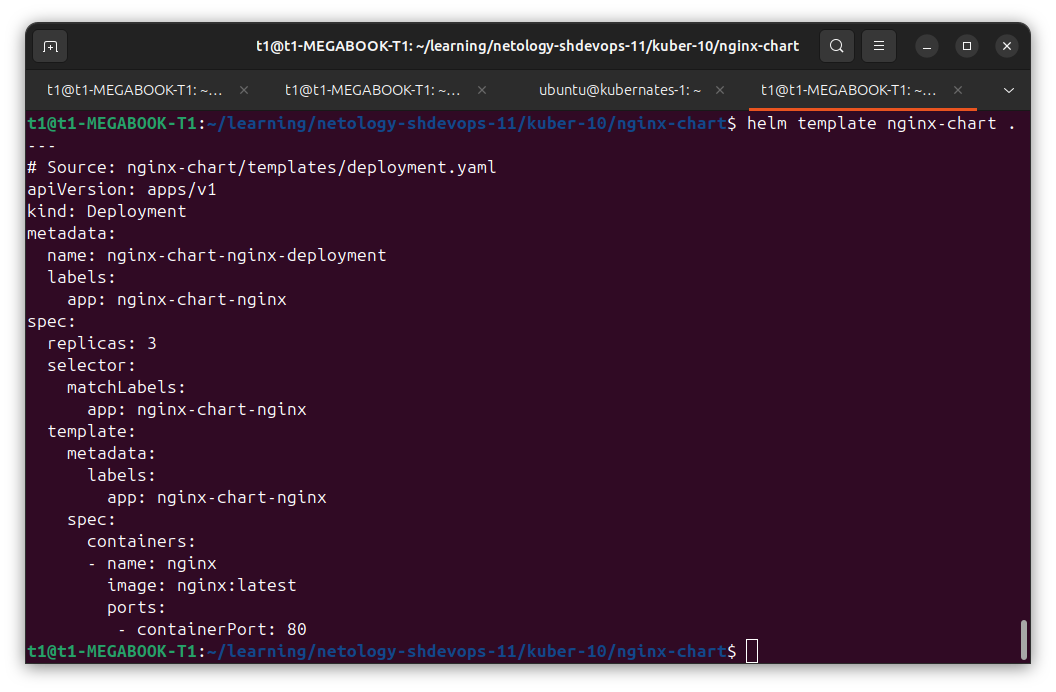 t1@t1-MEGABOOK-T1: ~/learning/netology-shdevops-11/kuber-10/nginx-chart
t1@t1-MEGABOOK-T1: ~...
t1@t1-MEGABOOK-T1: ~...
ubuntu@kubernates-1: ~
t1@t1-MEGABOOK-T1: ~...
t1@t1-MEGABOOK-T1:~/learning/netology-shdevops-11/kuber-10/nginx-chart$ helm template nginx-chart .
---
# Source: nginx-chart/templates/deployment.yaml
apiVersion: apps/v1
kind: Deployment
metadata:
  name: nginx-chart-nginx-deployment
  labels:
    app: nginx-chart-nginx
spec:
  replicas: 3
  selector:
    matchLabels:
      app: nginx-chart-nginx
  template:
    metadata:
      labels:
        app: nginx-chart-nginx
    spec:
      containers:
      - name: nginx
        image: nginx:latest
        ports:
         - containerPort: 80
t1@t1-MEGABOOK-T1:~/learning/netology-shdevops-11/kuber-10/nginx-chart$